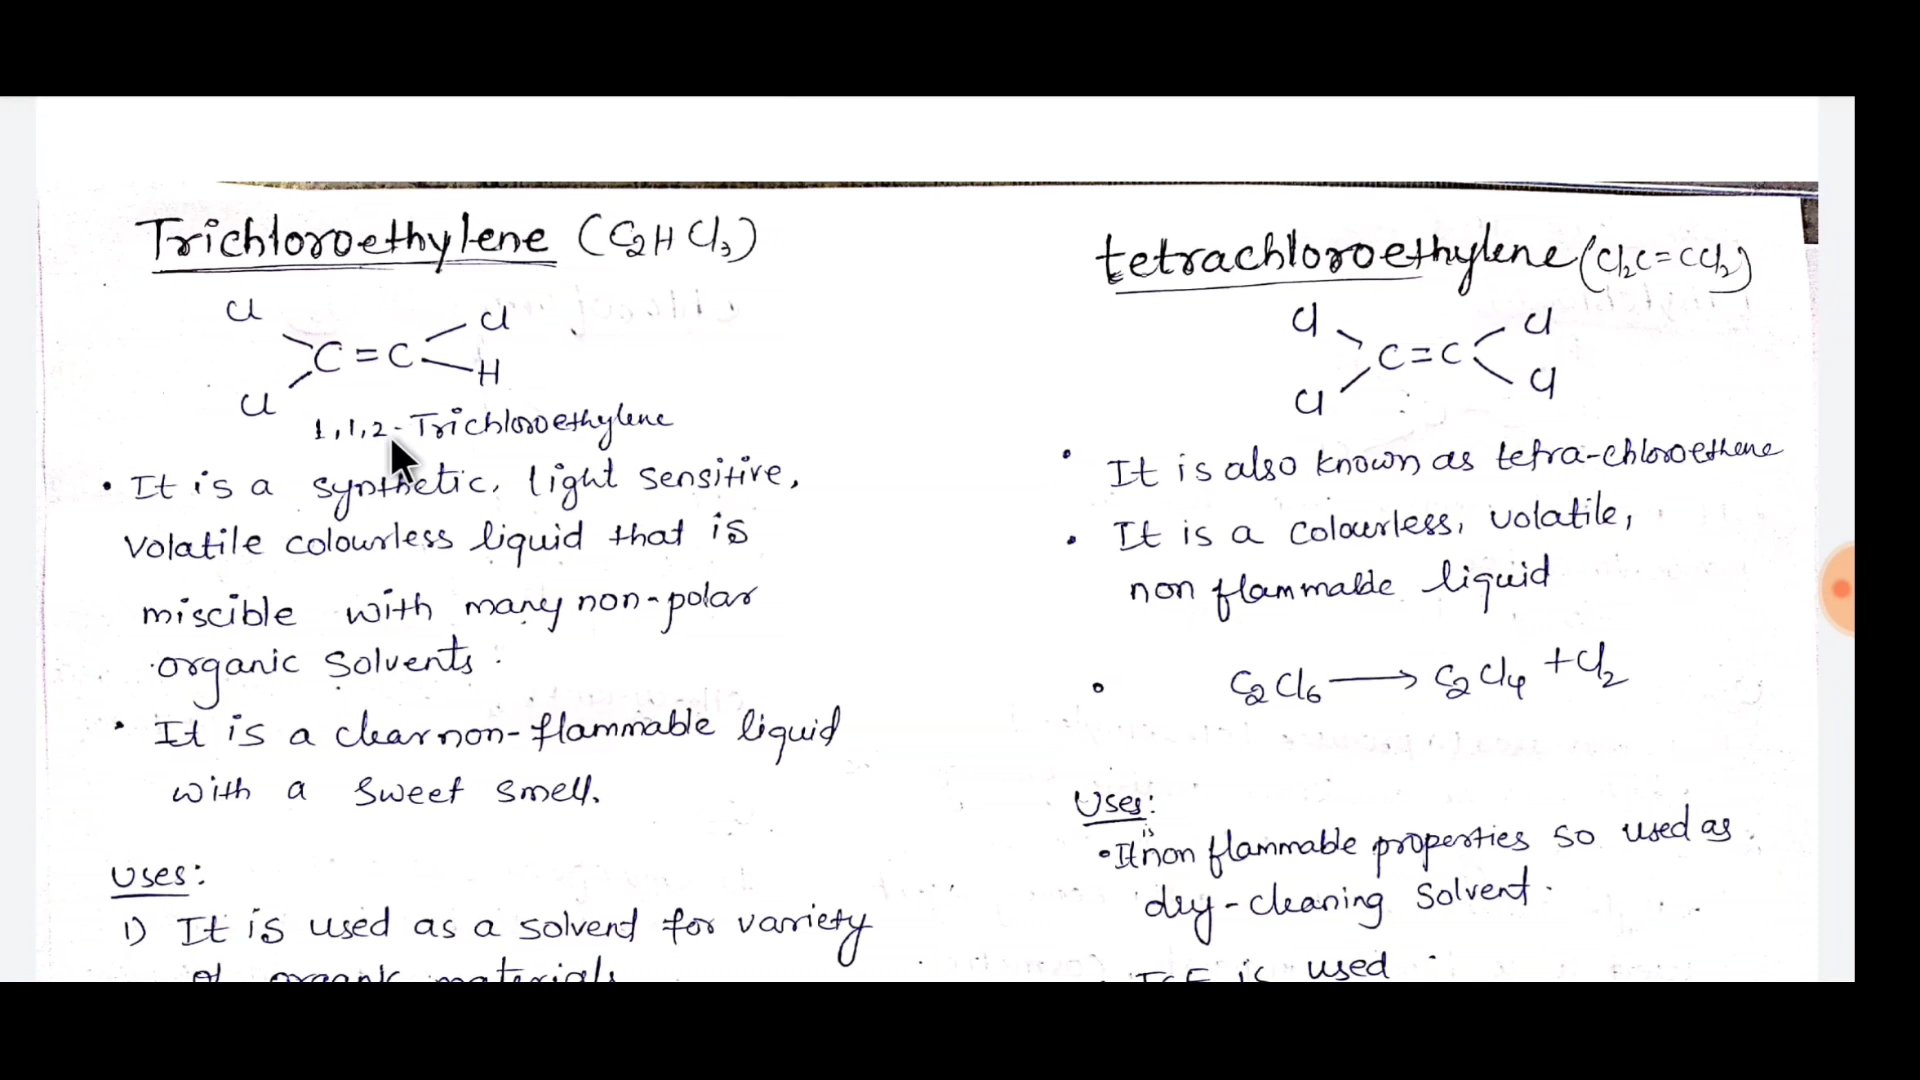 Trichloroethylene (C₂HCl₃)
Cl
Cl
C = C
H
Cl
1,1,2-Trichloroethylene
• It is a synthetic, light sensitive,
volatile colourless liquid that is
miscible with many non-polar
organic solvents.
• It is a clear non-flammable liquid
with a sweet smell.
Uses:
1) It is used as a solvent for variety
of organic materials
tetrachloroethylene (Cl₂C=CCl₂)
Cl
Cl
C=C
Cl
Cl
• It is also known as tetra-chloroethene
• It is a colourless, volatile,
non flammable liquid
• C₂Cl₆ ⟶ C₂Cl₄ + Cl₂
Uses:
• It is non flammable properties so used as
dry-cleaning solvent.
is used